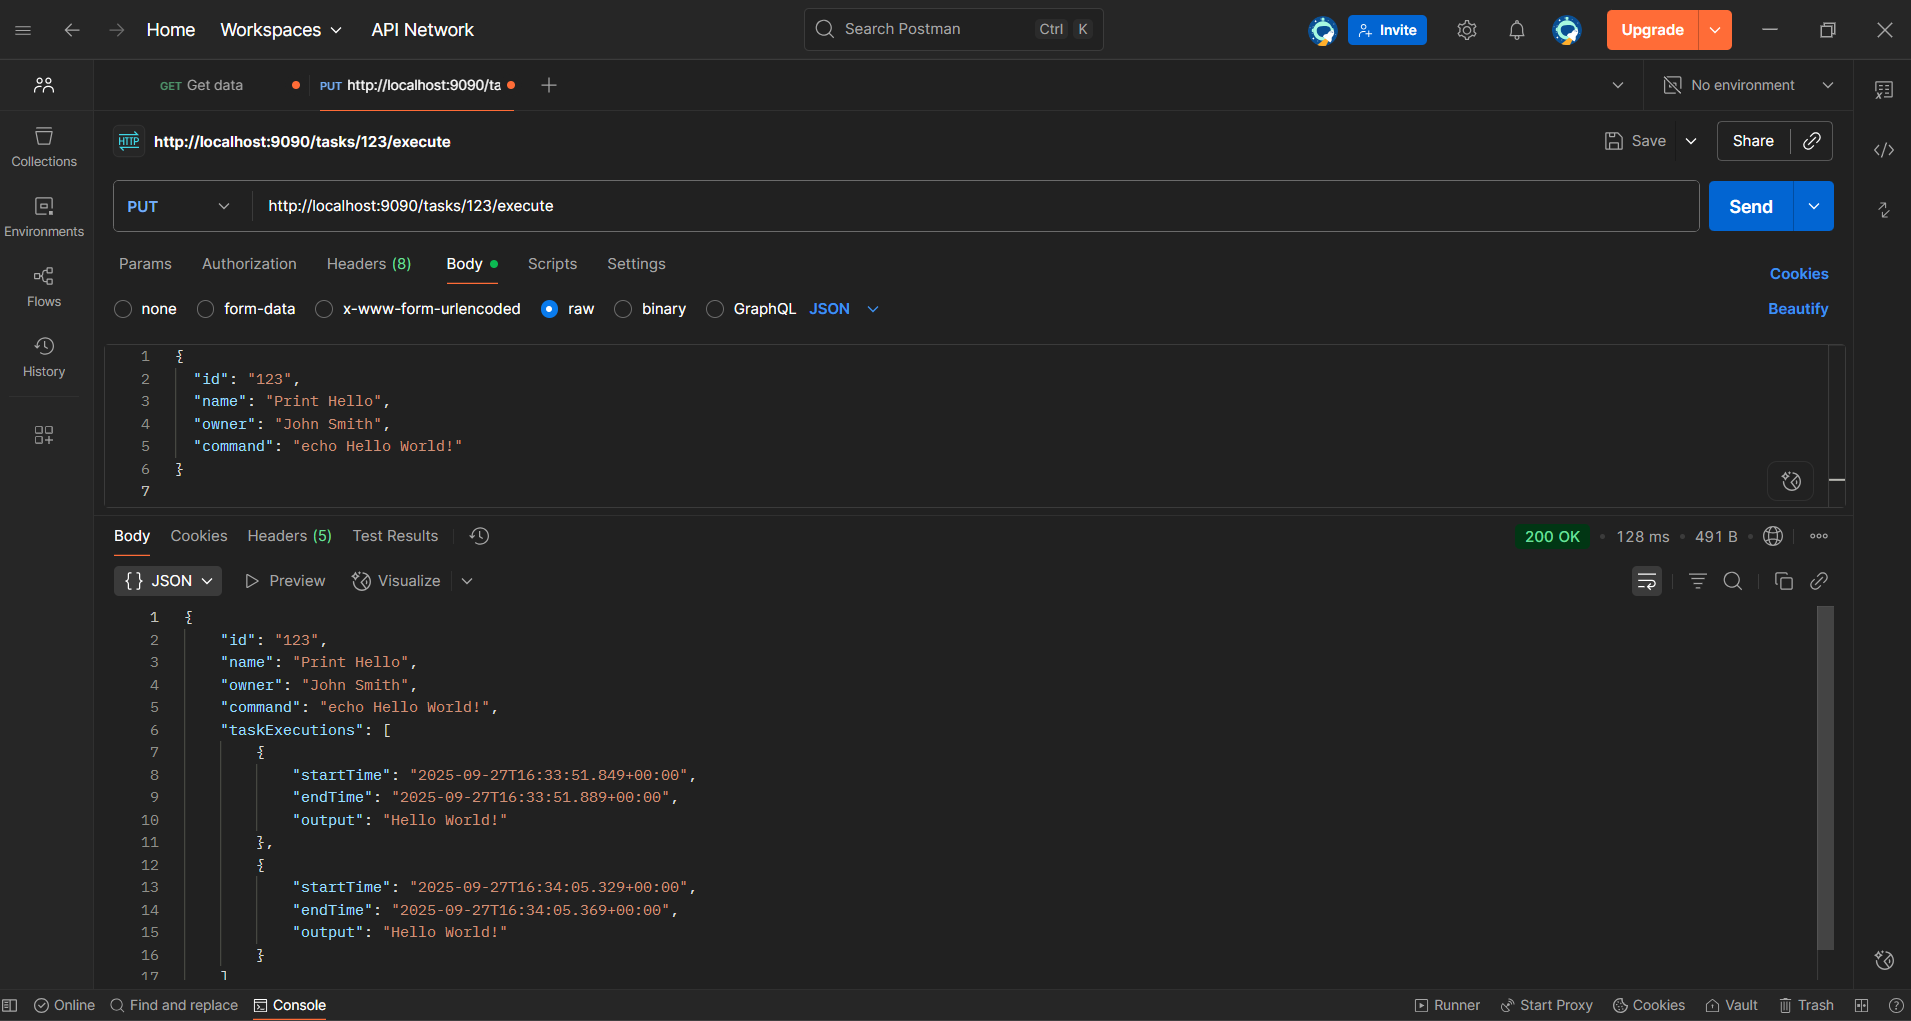 Home Workspaces API Network Search Postman Ctrl K Invite Upgrade
GET Get data PUT http://localhost:9090/ta No environment
HTTP http://localhost:9090/tasks/123/execute Save Share
Collections
PUT http://localhost:9090/tasks/123/execute Send
Environments
Params Authorization Headers (8) Body Scripts Settings Cookies
Flows
none form-data x-www-form-urlencoded raw binary GraphQL JSON Beautify
History
1 {
2 "id": "123",
3 "name": "Print Hello",
4 "owner": "John Smith",
5 "command": "echo Hello World!"
6 }
7
Body Cookies Headers (5) Test Results 200 OK • 128 ms • 491 B •
{} JSON Preview Visualize
1 {
2 "id": "123",
3 "name": "Print Hello",
4 "owner": "John Smith",
5 "command": "echo Hello World!",
6 "taskExecutions": [
7 {
8 "startTime": "2025-09-27T16:33:51.849+00:00",
9 "endTime": "2025-09-27T16:33:51.889+00:00",
10 "output": "Hello World!"
11 },
12 {
13 "startTime": "2025-09-27T16:34:05.329+00:00",
14 "endTime": "2025-09-27T16:34:05.369+00:00",
15 "output": "Hello World!"
16 }
17 ]
Online Find and replace Console Runner Start Proxy Cookies Vault Trash